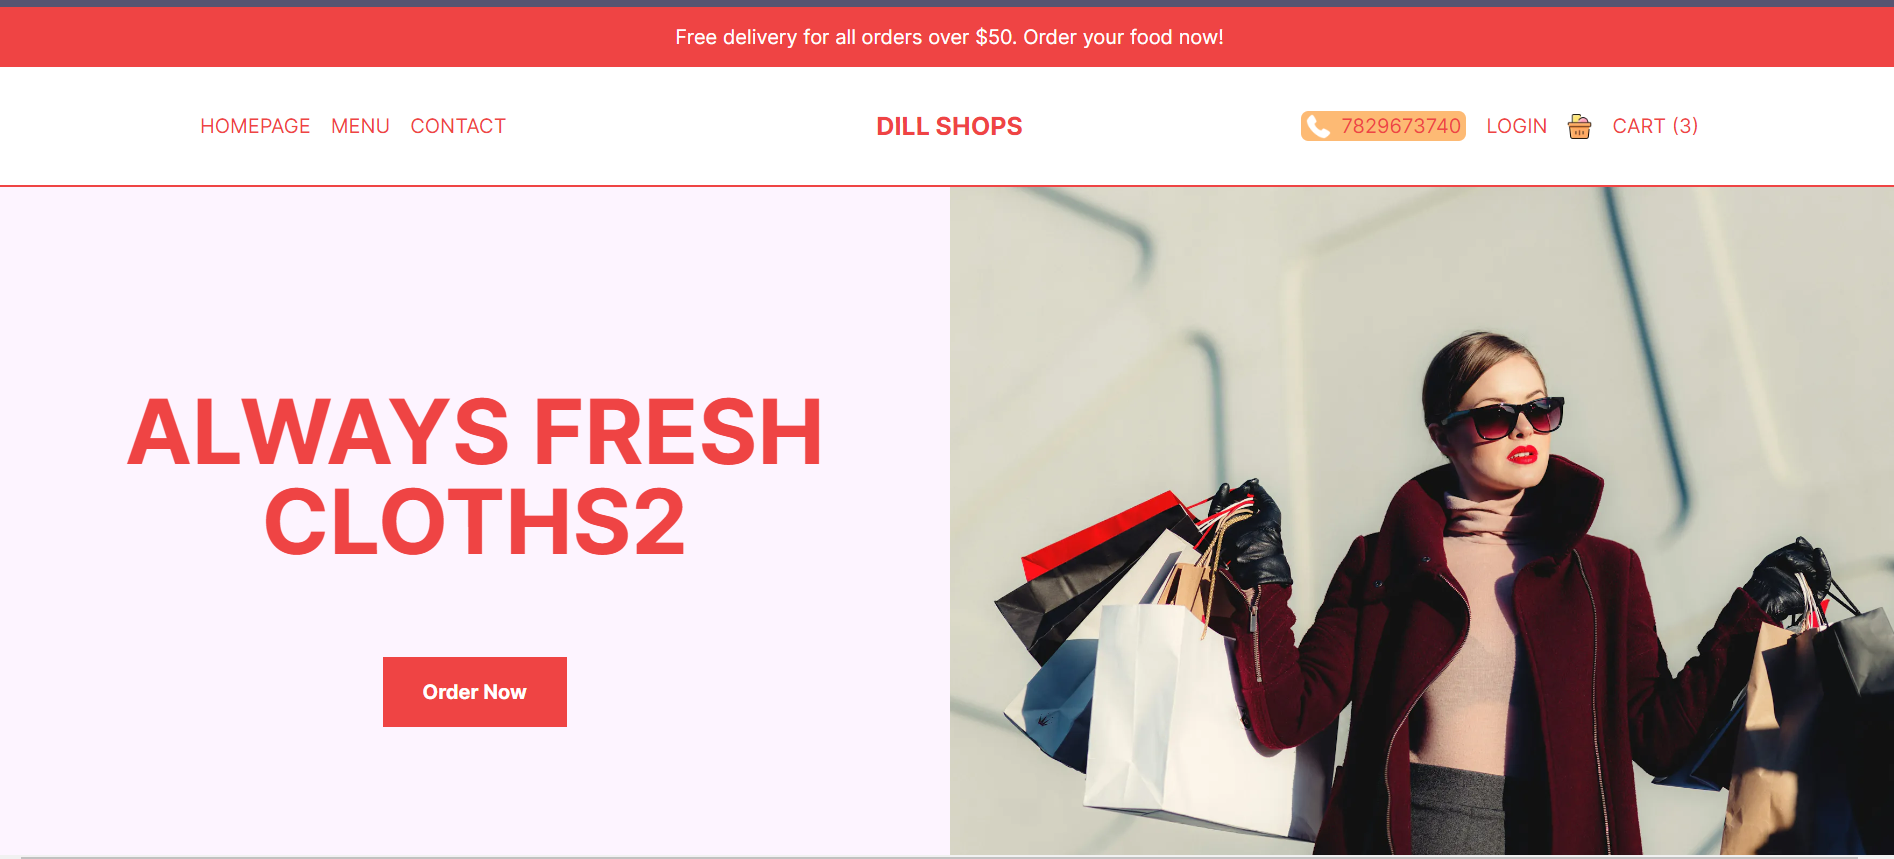 Free delivery for all orders over $50. Order your food now!
HOMEPAGE MENU CONTACT DILL SHOPS 7829673740 LOGIN CART (3)
ALWAYS FRESH
CLOTHS2
Order Now